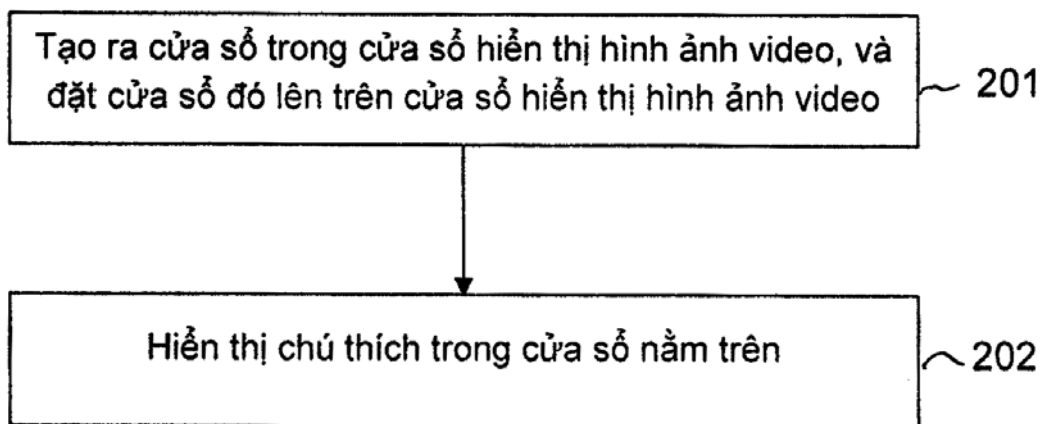 Tạo ra cửa sổ trong cửa sổ hiển thị hình ảnh video, và
đặt cửa sổ đó lên trên cửa sổ hiển thị hình ảnh video
201
Hiển thị chú thích trong cửa sổ nằm trên
202